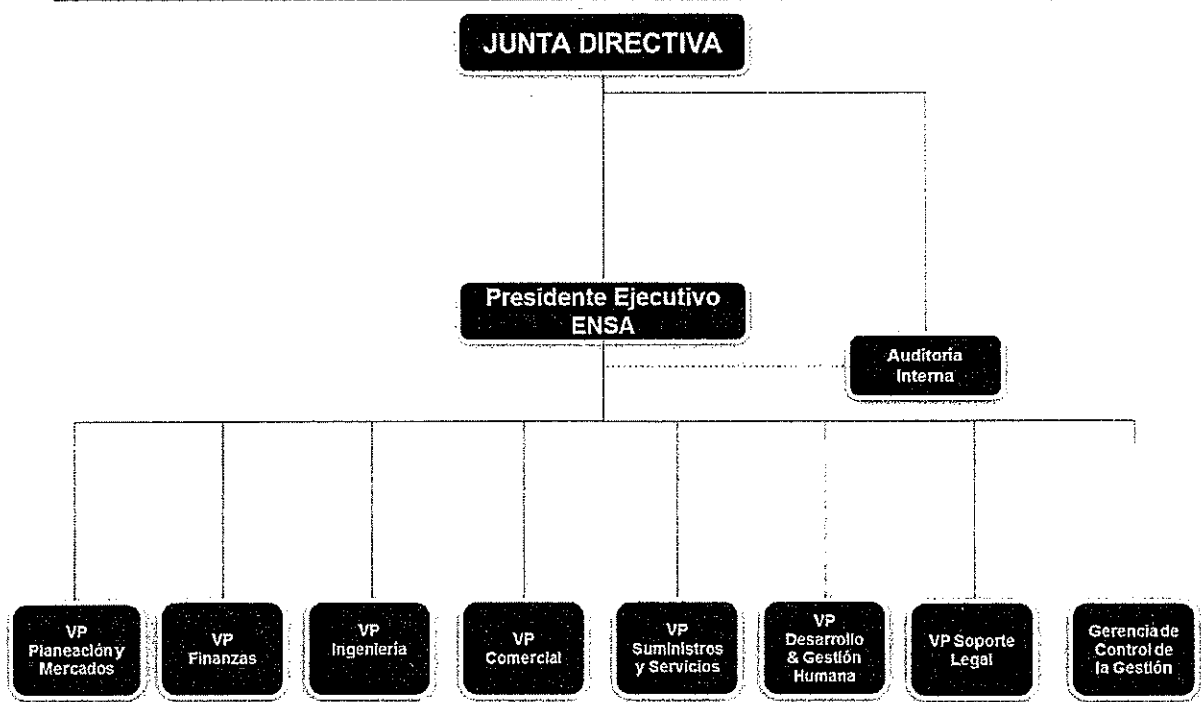 JUNTA DIRECTIVA
Presidente Ejecutivo
ENSA
Auditoría
Interna
VP
Planeación y
Mercados
VP
Finanzas
VP
Ingeniería
VP
Comercial
VP
Suministros
y Servicios
VP
Desarrollo
& Gestión
Humana
VP Soporte
Legal
Gerencia de
Control de
la Gestión